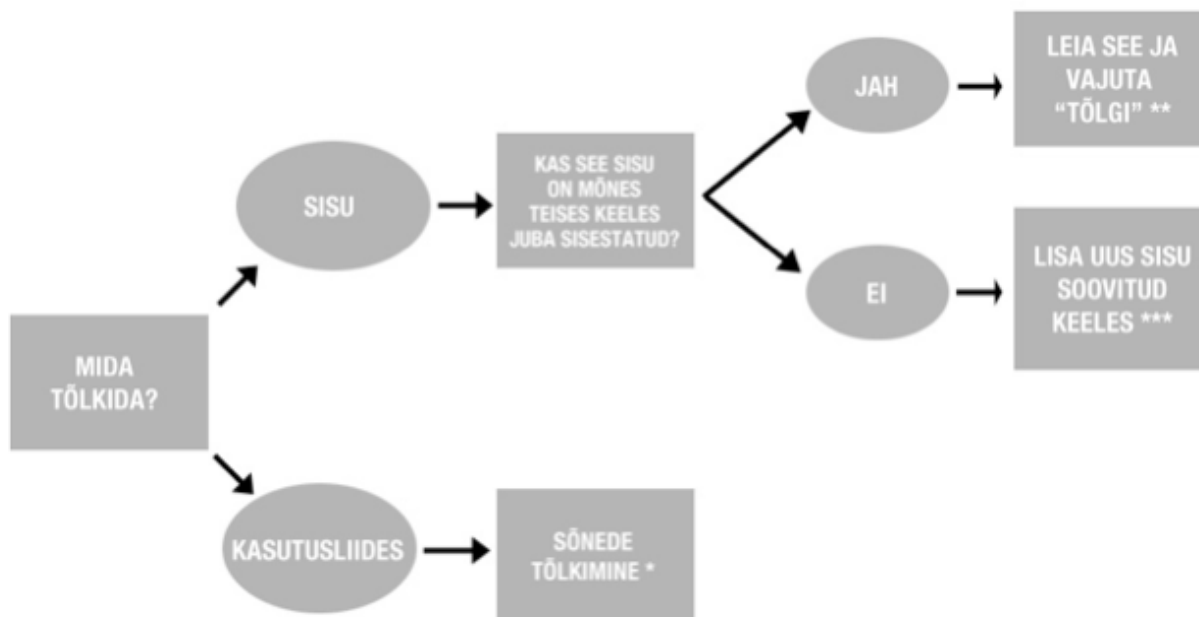 MIDA
TÕLKIDA?
SISU
KAS SEE SISU
ON MÕNES
TEISES KEELES
JUBA SISESTATUD?
JAH
LEIA SEE JA
VAJUTA
“TÕLGI” **
EI
LISA UUS SISU
SOOVITUD
KEELES ***
KASUTUSLIIDES
SÕNEDE
TÕLKIMINE *